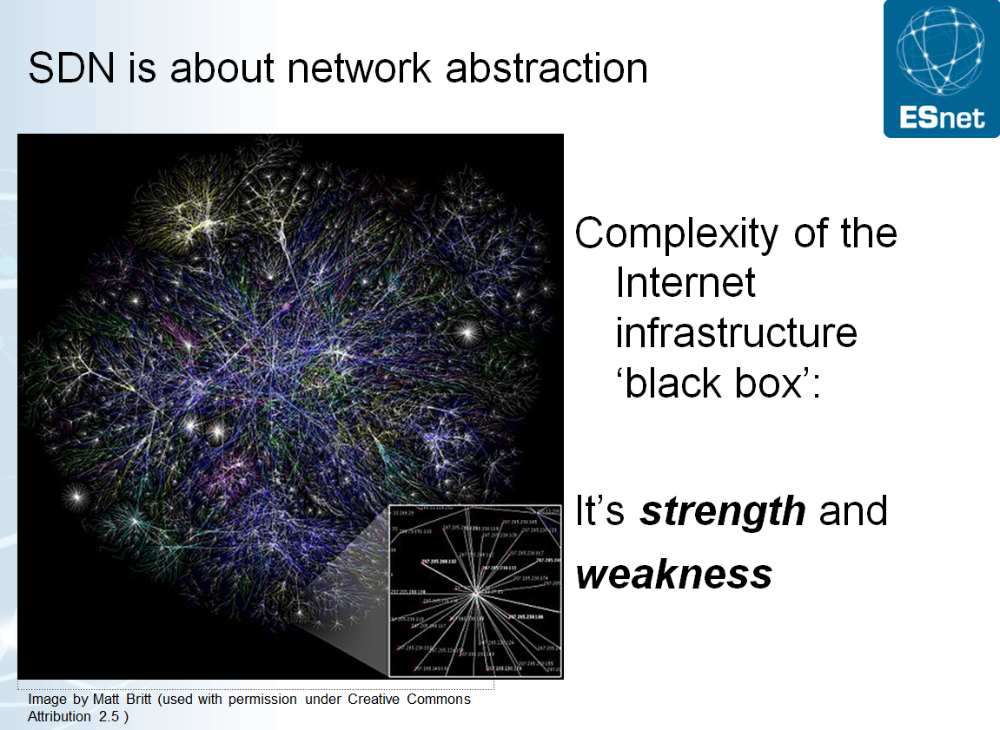 SDN is about network abstraction
ESnet
Complexity of the
Internet
infrastructure
‘black box’:
It’s strength and
weakness
Image by Matt Britt (used with permission under Creative Commons
Attribution 2.5 )